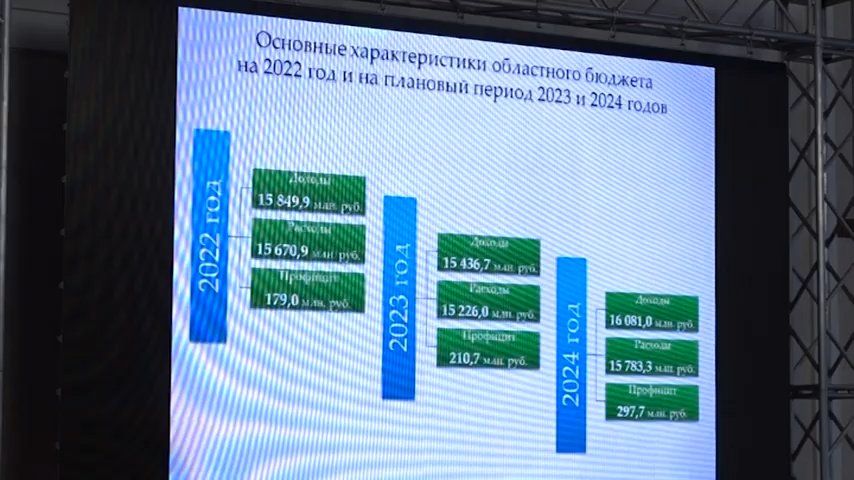 Основные характеристики областного бюджета
на 2022 год и на плановый период 2023 и 2024 годов
2022 год
Доходы
15 849,9 млн. руб.
Расходы
15 670,9 млн. руб.
Профицит
179,0 млн. руб.
2023 год
Доходы
15 436,7 млн. руб.
Расходы
15 226,0 млн. руб.
Профицит
210,7 млн. руб.
2024 год
Доходы
16 081,0 млн. руб.
Расходы
15 783,3 млн. руб.
Профицит
297,7 млн. руб.